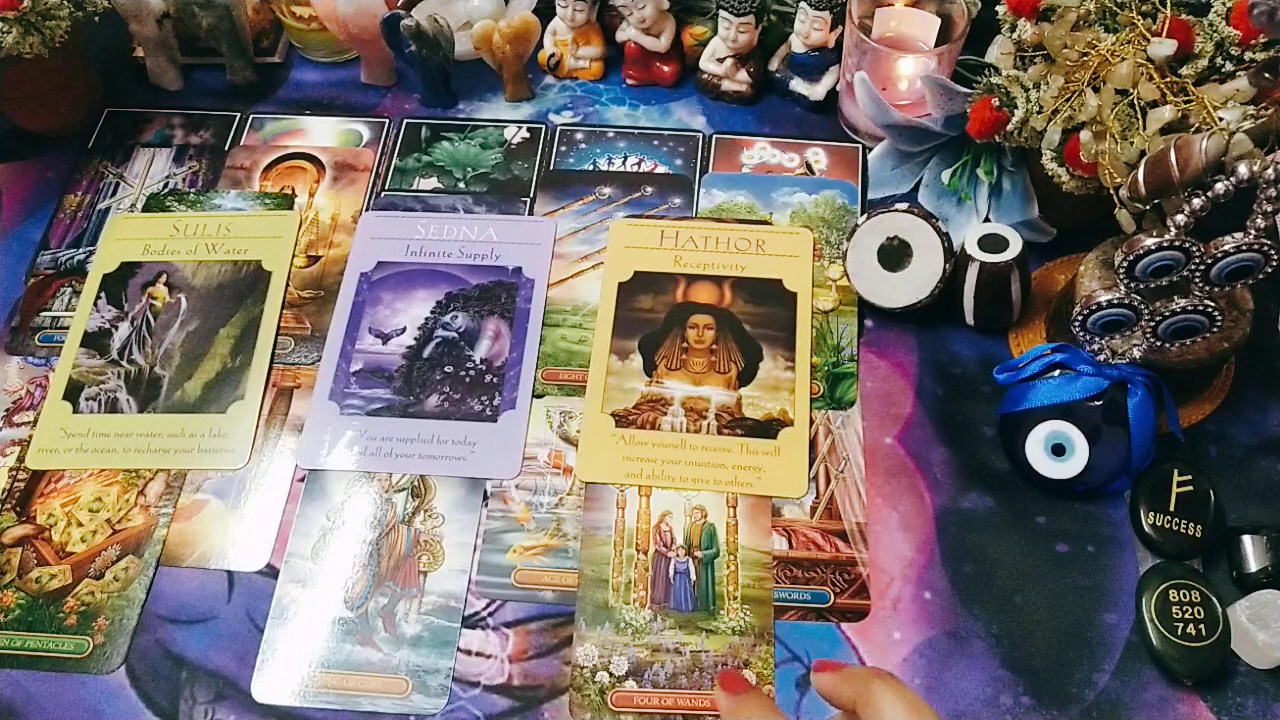 SULIS
Bodies of Water
"Spend time near water, such as a lake,
river, or the ocean, to recharge your batteries."
SEDNA
Infinite Supply
"You are supplied for today
and all of your tomorrows."
HATHOR
Receptivity
"Allow yourself to receive. This will
increase your intuition, energy,
and ability to give to others."
EIGHT
OF PENTACLES
SWORDS
FOUR OF WANDS
SUCCESS
808
520
741